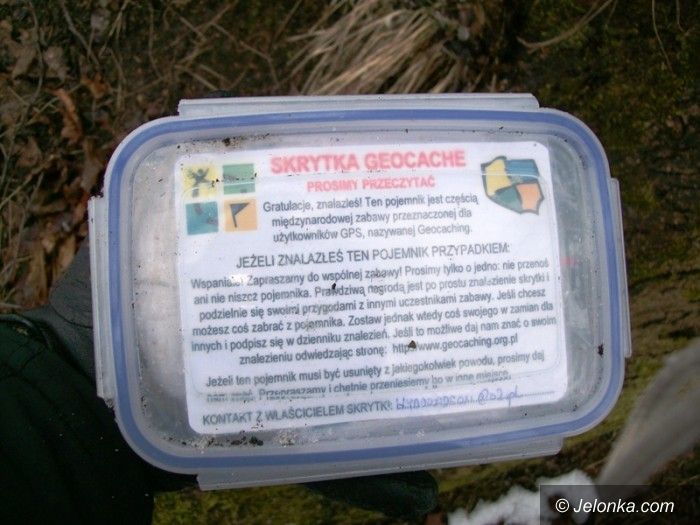 SKRYTKA GEOCACHE
PROSIMY PRZECZYTAĆ
Gratulacje, znalazłeś! Ten pojemnik jest częścią
międzynarodowej zabawy przeznaczonej dla
użytkowników GPS, nazywanej Geocaching.
JEŻELI ZNALAZŁEŚ TEN POJEMNIK PRZYPADKIEM:
Wspaniale! Zapraszamy do wspólnej zabawy! Prosimy tylko o jedno: nie przenoś
ani nie niszcz pojemnika. Prawdziwą nagrodą jest po prostu znalezienie skrytki i
podzielenie się swoimi przygodami z innymi uczestnikami zabawy. Jeśli chcesz
możesz coś zabrać z pojemnika. Zostaw jednak wtedy coś swojego w zamian dla
innych i podpisz się w dzienniku znalezień. Jeśli to możliwe daj nam znać o swoim
znalezieniu odwiedzając stronę: http:/www.geocaching.org.pl
Jeżeli ten pojemnik musi być usunięty z jakiegokolwiek powodu, prosimy daj
nam znać. Przepraszamy i chętnie przeniesiemy go w inne miejsce.
KONTAKT Z WŁAŚCICIELEM SKRYTKI: @o2.pl
© Jelonka.com